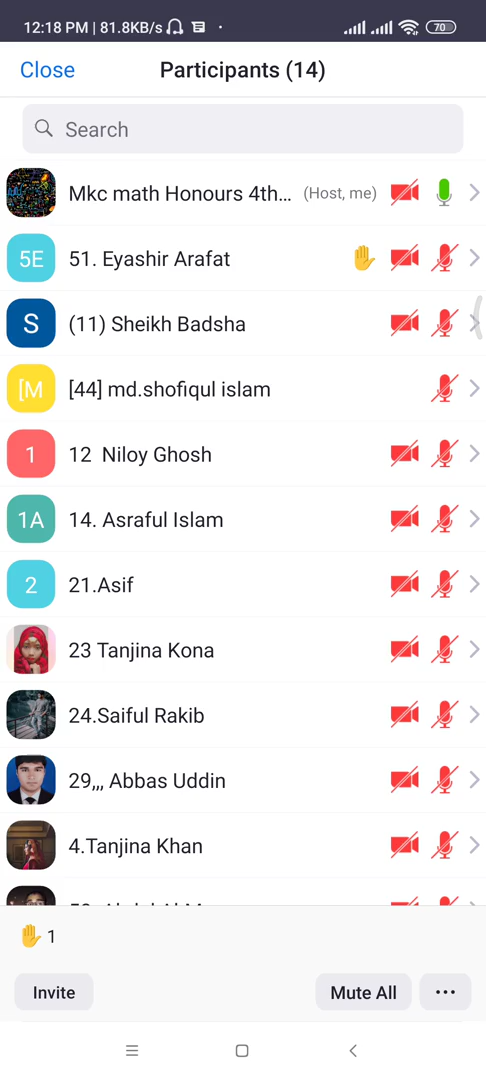 12:18 PM | 81.8KB/s
70
Close
Participants (14)
Search
Mkc math Honours 4th... (Host, me)
5E
51. Eyashir Arafat
S
(11) Sheikh Badsha
[M
[44] md.shofiqul islam
1
12 Niloy Ghosh
1A
14. Asraful Islam
2
21.Asif
23 Tanjina Kona
24.Saiful Rakib
29,,, Abbas Uddin
4.Tanjina Khan
1
Invite
Mute All